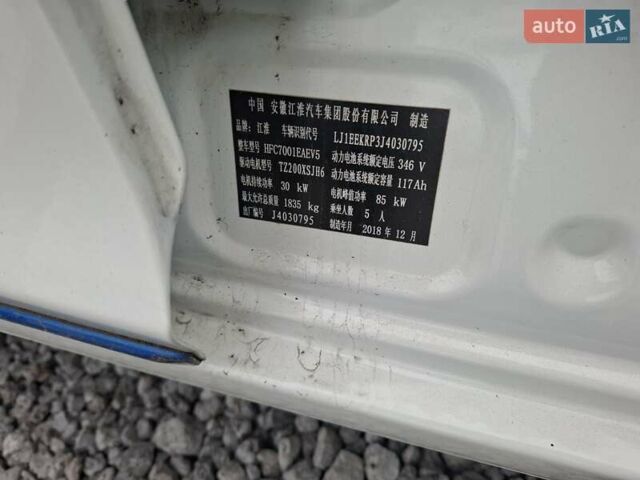 auto RIA .com
中国 安徽江淮汽车集团股份有限公司 制造
品牌 江淮 车辆识别代号 LJ1EEKRP3J4030795
整车型号 HFC7001EAEV5 动力电池系统额定电压 346 V
驱动电机型号 TZ200XSJH6 动力电池系统额定容量 117Ah
电机持续功率 30 kW 电机峰值功率 85 kW
最大允许总质量 1835 kg 乘坐人数 5 人
出厂编号 J4030795 制造年月 2018 年 12 月